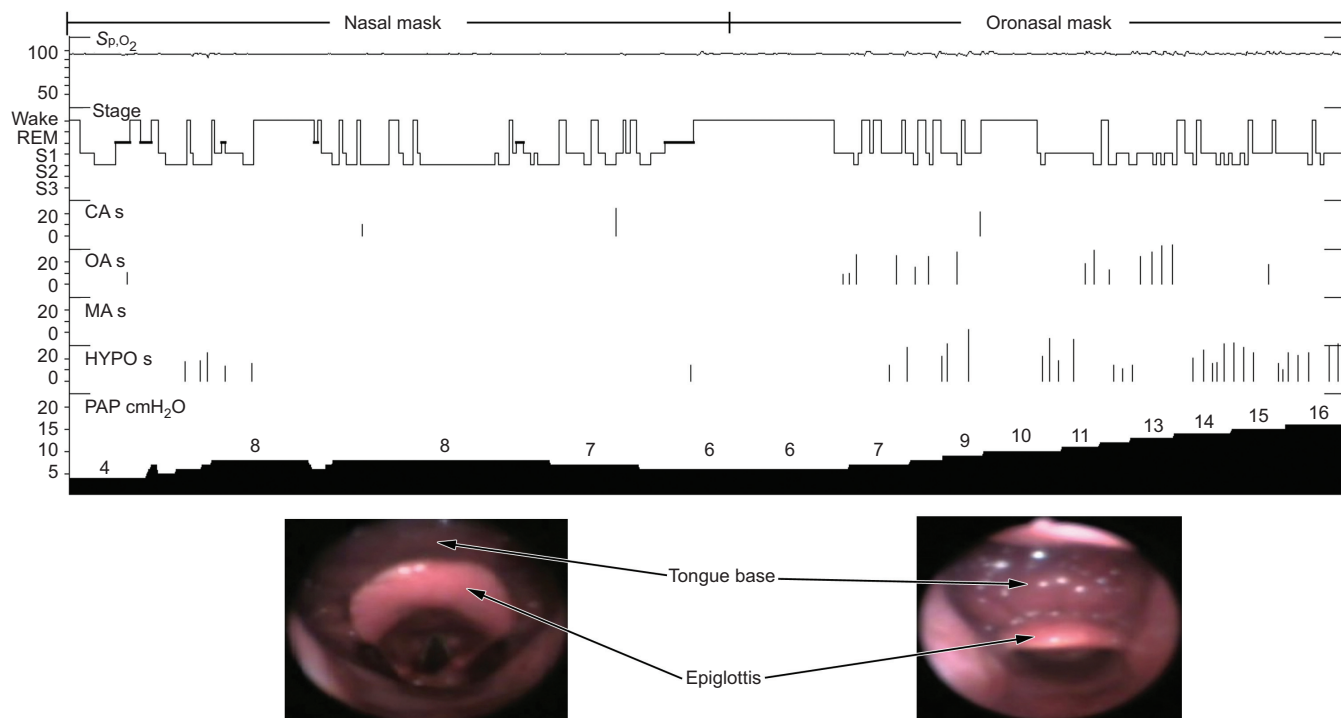 Nasal mask
Oronasal mask
Sp,O2
100
50
Stage
Wake
REM
S1
S2
S3
CA s
20
0
OA s
20
0
MA s
20
0
HYPO s
20
0
PAP cmH2O
20
15
10
5
4 8 8 7 6 6 7 9 10 11 13 14 15 16
Tongue base
Epiglottis